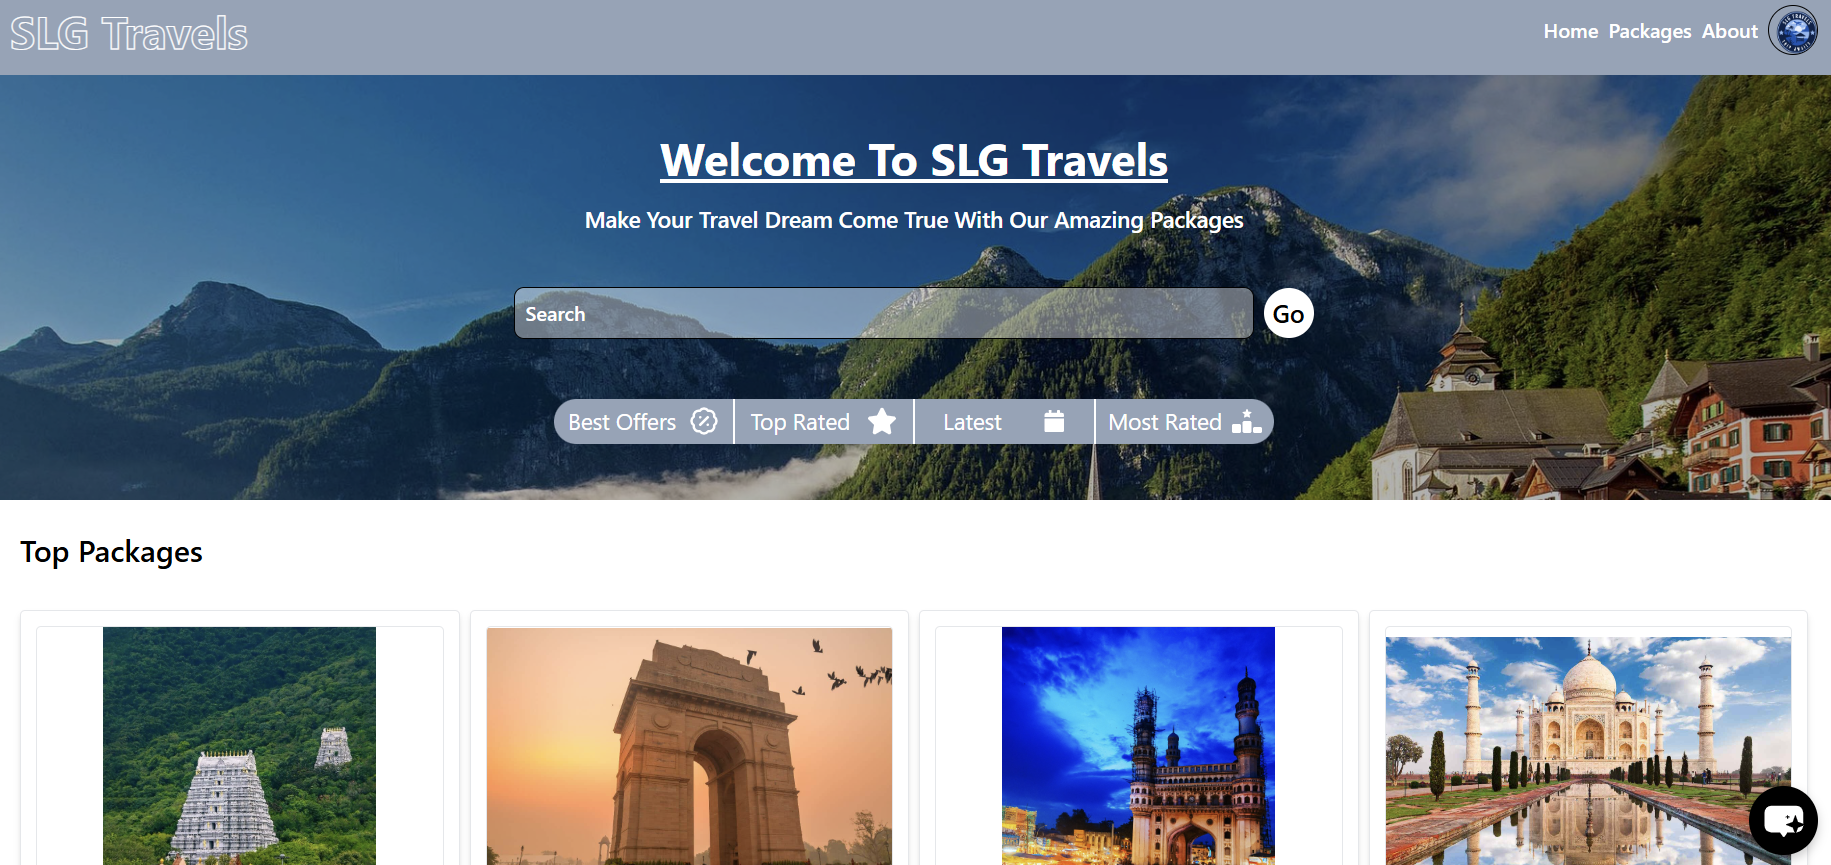 SLG Travels
Home Packages About
Welcome To SLG Travels
Make Your Travel Dream Come True With Our Amazing Packages
Search
Go
Best Offers
Top Rated
Latest
Most Rated
Top Packages